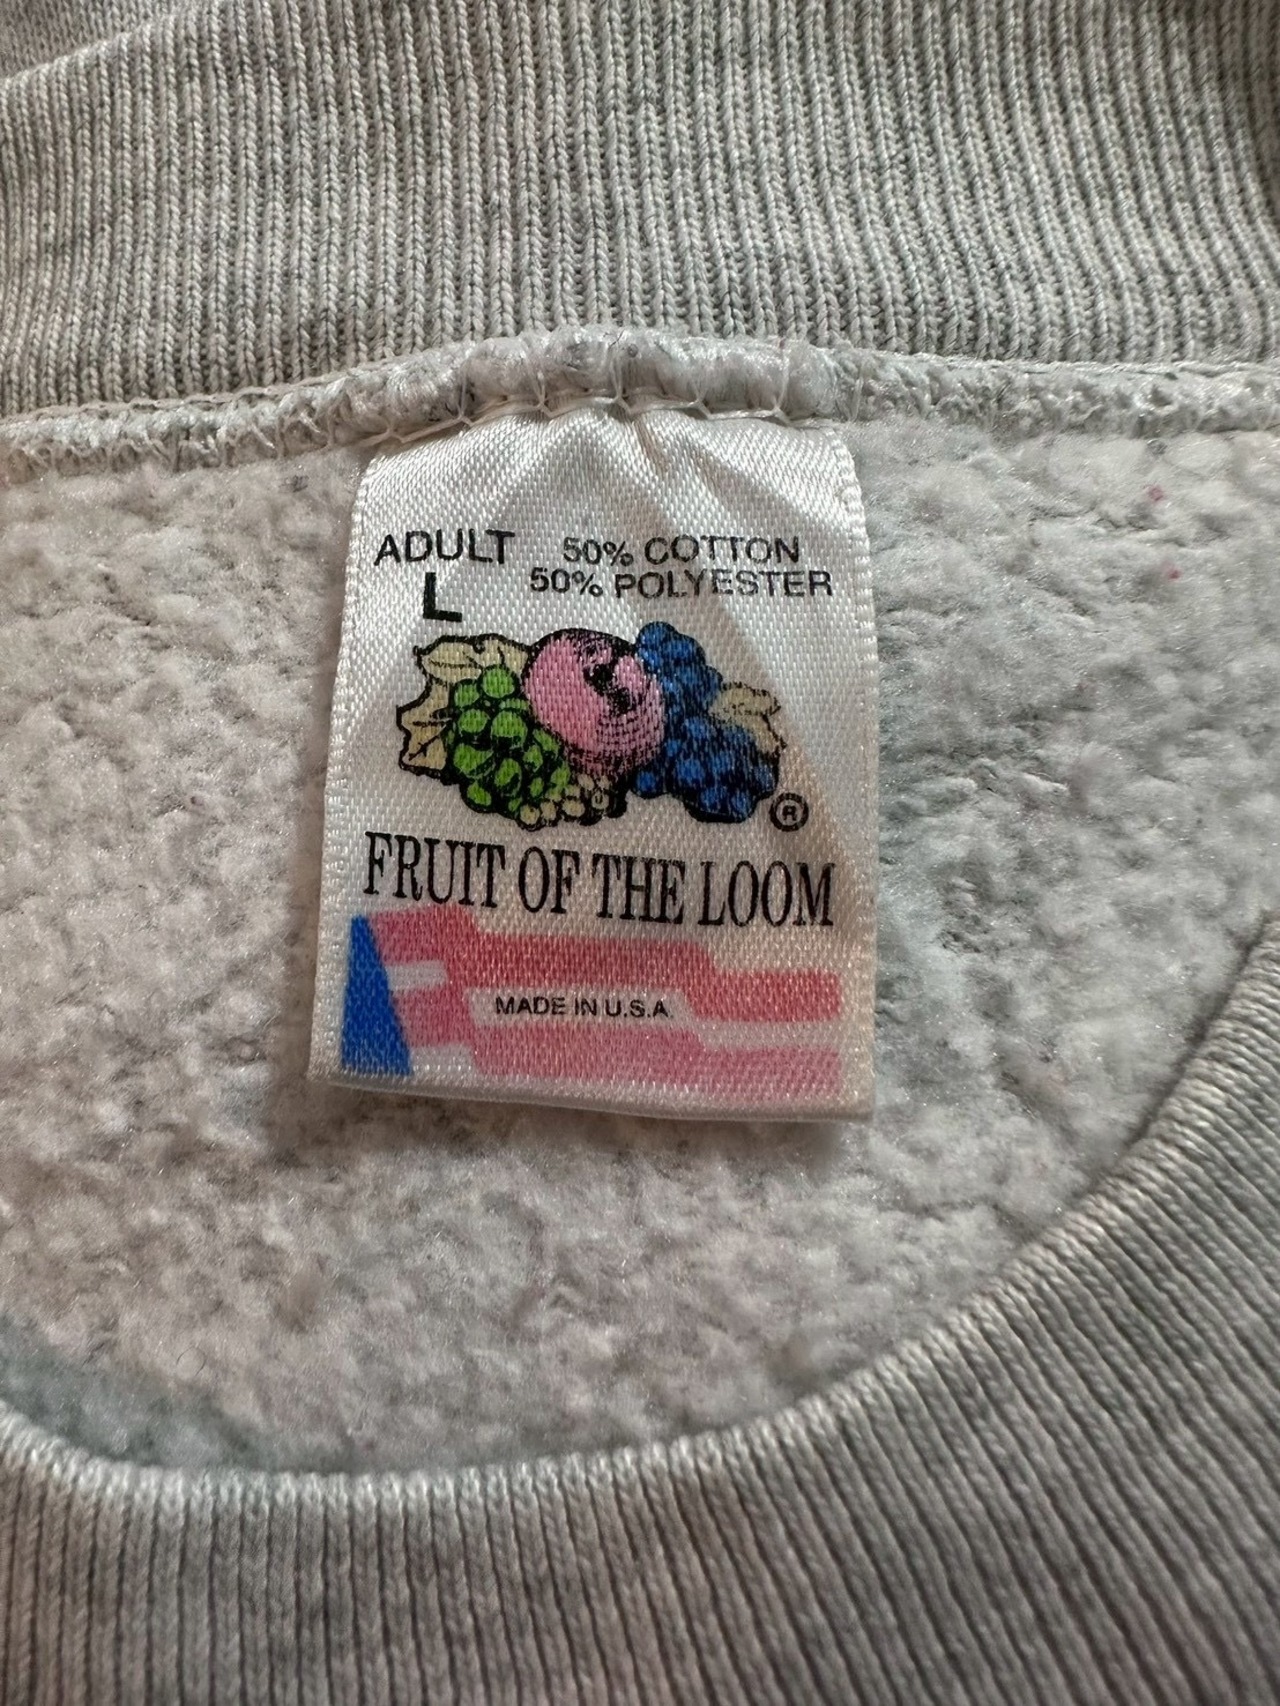 ADULT
L
50% COTTON
50% POLYESTER
®
FRUIT OF THE LOOM
MADE IN U.S.A.